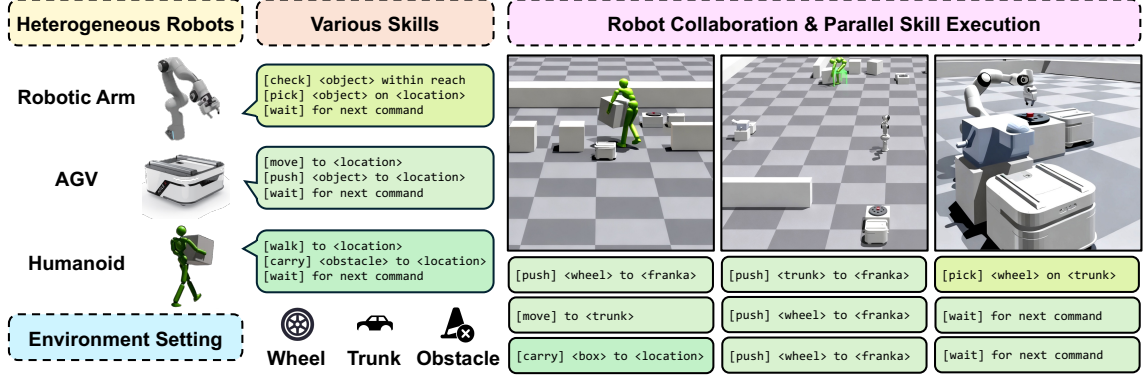 Heterogeneous Robots
Various Skills
Robot Collaboration & Parallel Skill Execution
Robotic Arm
[check] <object> within reach
[pick] <object> on <location>
[wait] for next command
AGV
[move] to <location>
[push] <object> to <location>
[wait] for next command
Humanoid
[walk] to <location>
[carry] <obstacle> to <location>
[wait] for next command
Environment Setting
Wheel
Trunk
Obstacle
[push] <wheel> to <franka>
[push] <trunk> to <franka>
[pick] <wheel> on <trunk>
[move] to <trunk>
[push] <wheel> to <franka>
[wait] for next command
[carry] <box> to <location>
[push] <wheel> to <franka>
[wait] for next command